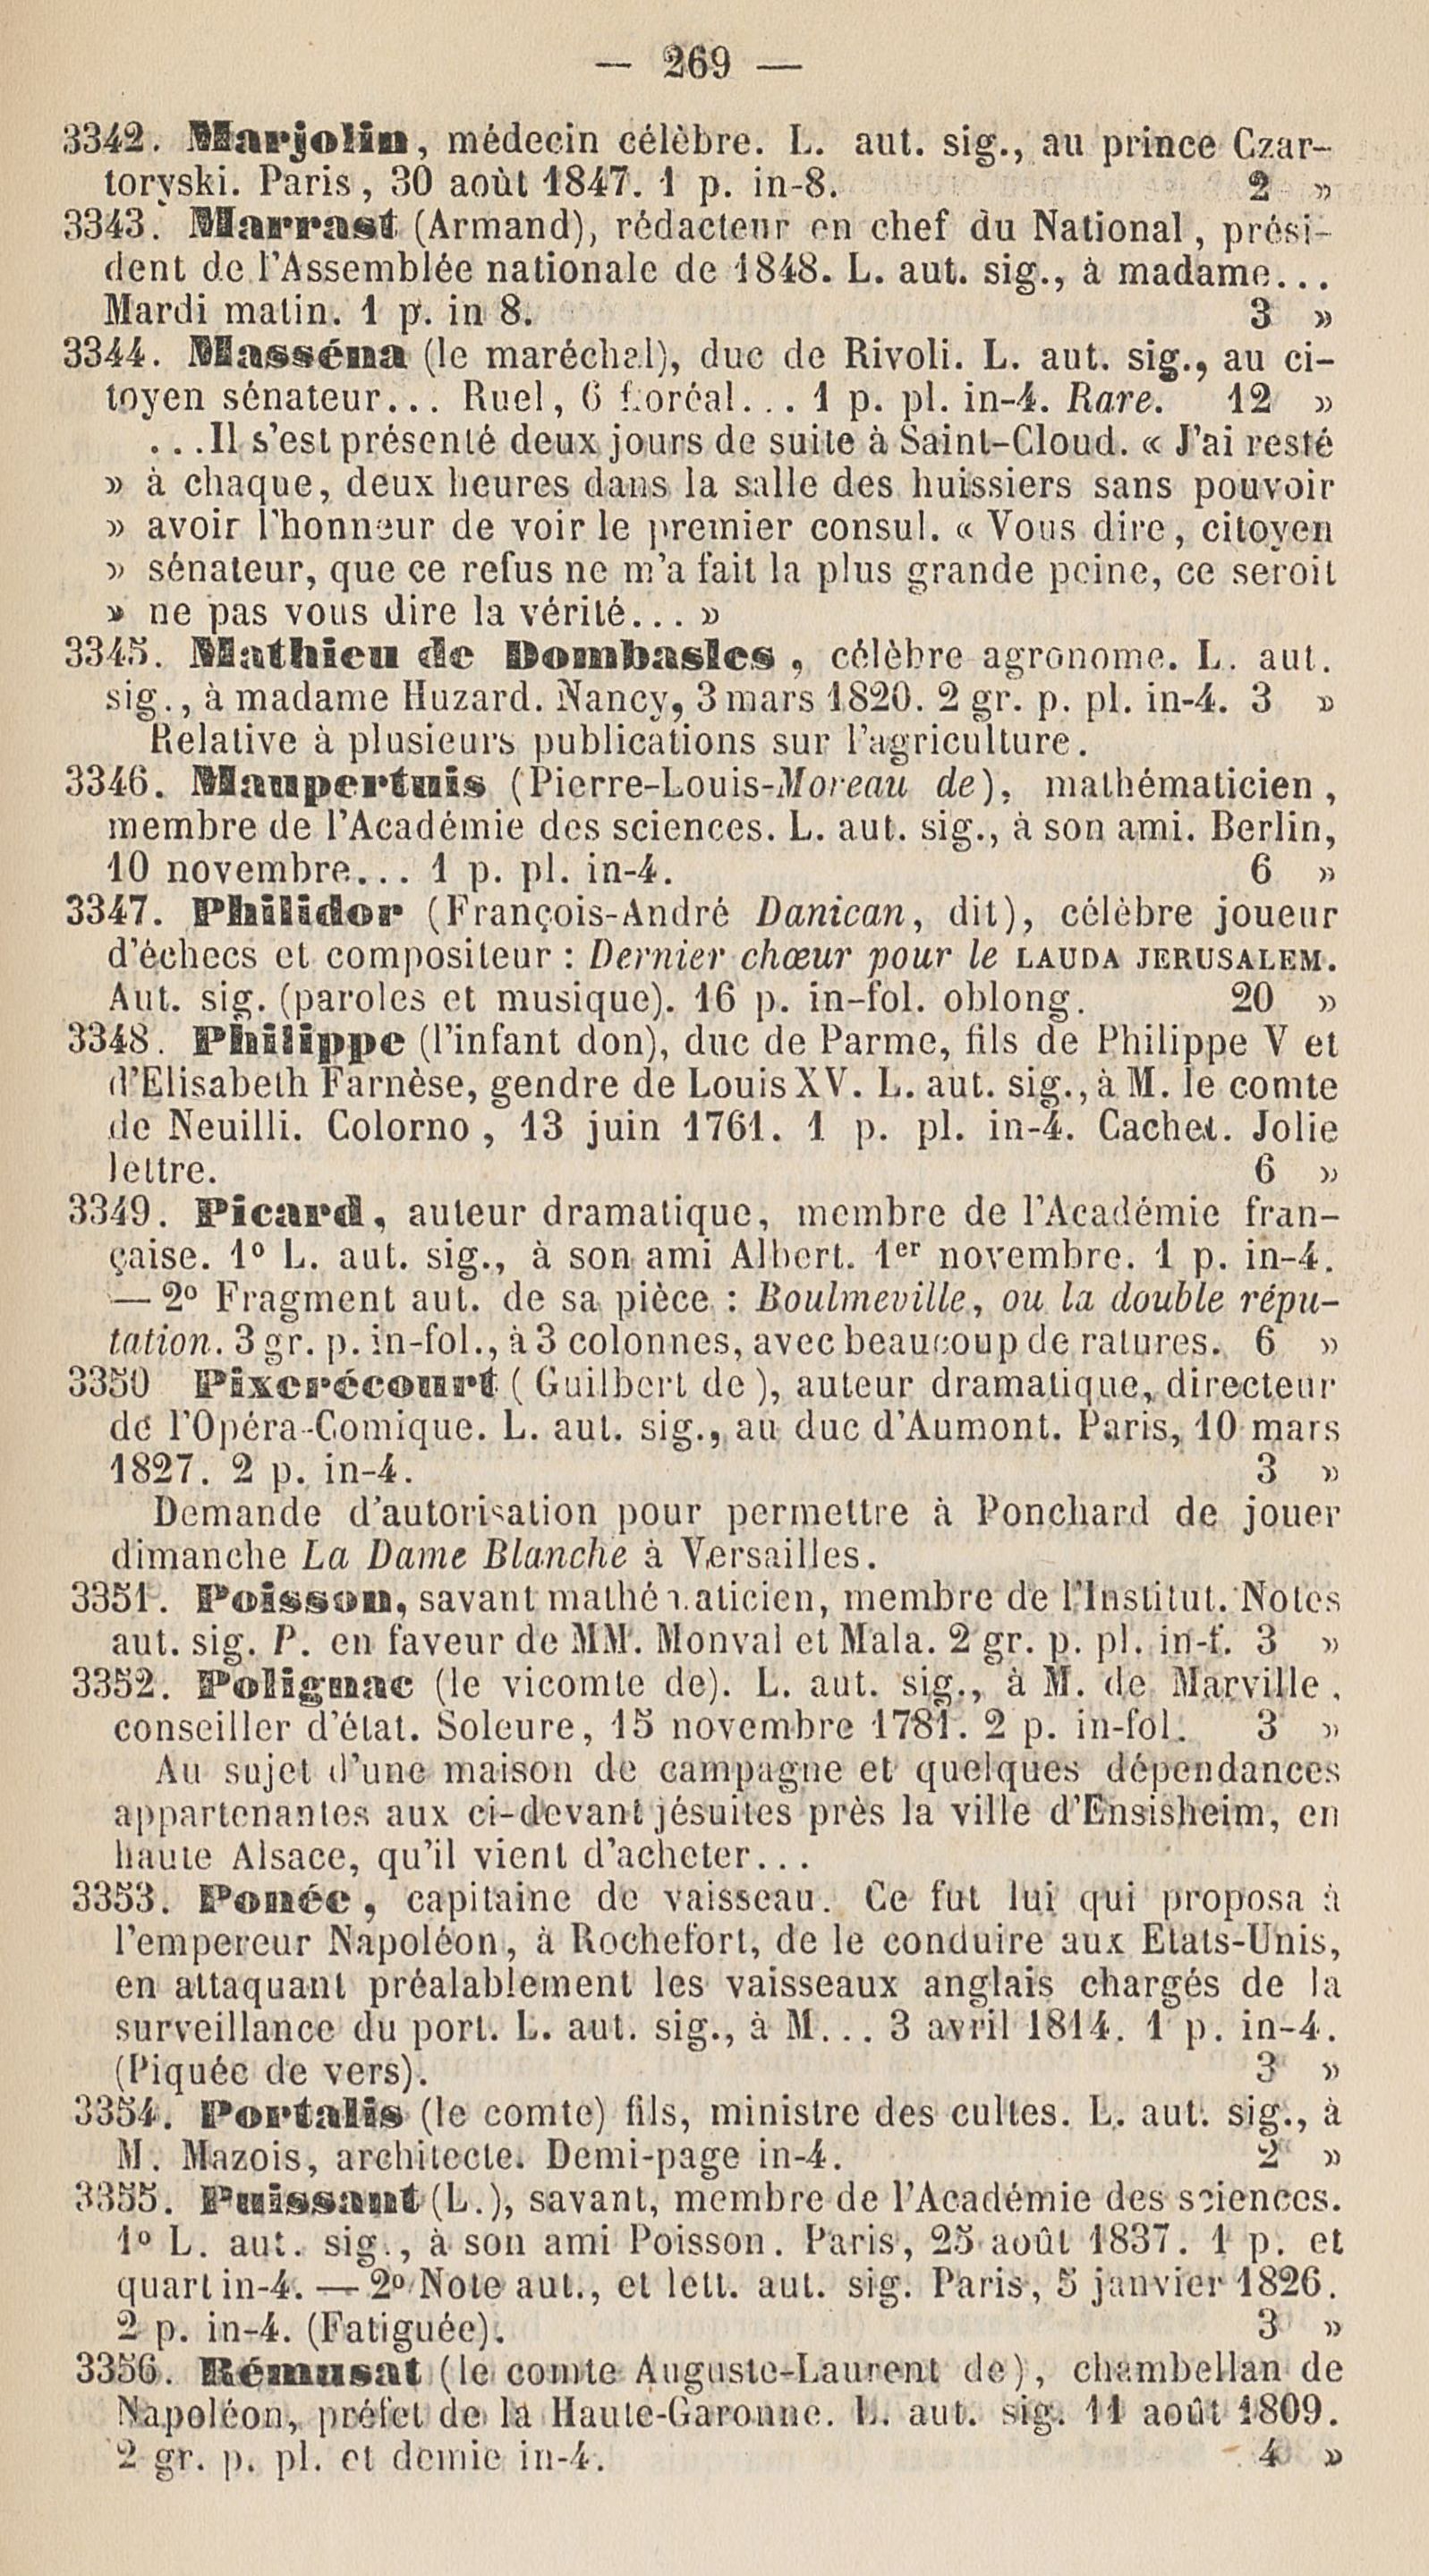 — 269 —
3342. Marjolin, médecin célèbre. L. aut. sig., au prince Czar-
toryski. Paris, 30 août 1847. 1 p. in-8. 2 »
3343. Marrast (Armand), rédacteur en chef du National, prési-
dent de l'Assemblée nationale de 1848. L. aut. sig., à madame...
Mardi matin. 1 p. in 8. 3 »
3344. Masséna (le maréchal), duc de Rivoli. L. aut. sig., au ci-
toyen sénateur... Ruel, 6 floréal... 1 p. pl. in-4. Rare. 12 »
...Il s'est présenté deux jours de suite à Saint-Cloud. « J'ai resté
» à chaque, deux heures dans la salle des huissiers sans pouvoir
» avoir l'honneur de voir le premier consul. « Vous dire, citoyen
» sénateur, que ce refus ne m'a fait la plus grande peine, ce seroit
» ne pas vous dire la vérité... »
3345. Mathieu de Dombasles, célèbre agronome. L. aut.
sig., à madame Huzard. Nancy, 3 mars 1820. 2 gr. p. pl. in-4. 3 »
Relative à plusieurs publications sur l'agriculture.
3346. Maupertuis (Pierre-Louis-Moreau de), mathématicien,
membre de l'Académie des sciences. L. aut. sig., à son ami. Berlin,
10 novembre... 1 p. pl. in-4. 6 »
3347. Philidor (François-André Danican, dit), célèbre joueur
d'échecs et compositeur : Dernier chœur pour le LAUDA JERUSALEM.
Aut. sig. (paroles et musique). 16 p. in-fol. oblong. 20 »
3348. Philippe (l'infant don), duc de Parme, fils de Philippe V et
d'Elisabeth Farnèse, gendre de Louis XV. L. aut. sig., à M. le comte
de Neuilli. Colorno, 13 juin 1761. 1 p. pl. in-4. Cachet. Jolie
lettre. 6 »
3349. Picard, auteur dramatique, membre de l'Académie fran-
çaise. 1º L. aut. sig., à son ami Albert. 1er novembre. 1 p. in-4.
— 2º Fragment aut. de sa pièce : Boulmeville, ou la double répu-
tation. 3 gr. p. in-fol., à 3 colonnes, avec beaucoup de ratures. 6 »
3350 Pixerécourt (Guilbert de), auteur dramatique, directeur
de l'Opéra-Comique. L. aut. sig., au duc d'Aumont. Paris, 10 mars
1827. 2 p. in-4. 3 »
Demande d'autorisation pour permettre à Ponchard de jouer
dimanche La Dame Blanche à Versailles.
3351. Poisson, savant mathématicien, membre de l'Institut. Notes
aut. sig. P. en faveur de MM. Monval et Mala. 2 gr. p. pl. in-f. 3 »
3352. Polignac (le vicomte de). L. aut. sig., à M. de Marville,
conseiller d'état. Soleure, 15 novembre 1781. 2 p. in-fol. 3 »
Au sujet d'une maison de campagne et quelques dépendances
appartenantes aux ci-devant jésuites près la ville d'Ensisheim, en
haute Alsace, qu'il vient d'acheter...
3353. Ponée, capitaine de vaisseau. Ce fut lui qui proposa à
l'empereur Napoléon, à Rochefort, de le conduire aux Etats-Unis,
en attaquant préalablement les vaisseaux anglais chargés de la
surveillance du port. L. aut. sig., à M... 3 avril 1814. 1 p. in-4.
(Piquée de vers). 3 »
3354. Portalis (le comte) fils, ministre des cultes. L. aut. sig., à
M. Mazois, architecte. Demi-page in-4. 2 »
3355. Puissant (L.), savant, membre de l'Académie des sciences.
1º L. aut. sig., à son ami Poisson. Paris, 25 août 1837. 1 p. et
quart in-4. — 2º Note aut., et lett. aut. sig. Paris, 5 janvier 1826.
2 p. in-4. (Fatiguée). 3 »
3356. Rémusat (le comte Auguste-Laurent de), chambellan de
Napoléon, préfet de la Haute-Garonne. L. aut. sig. 11 août 1809.
2 gr. p. pl. et demie in-4. 4 »